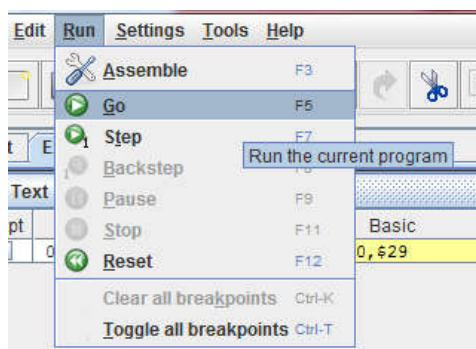 Edit Run Settings Tools Help
Assemble F3
Go F5
Step F7
Run the current program
Backstep
Pause F9
Text
pt Basic
Stop F11
0,$29
Reset F12
Clear all breakpoints Ctrl-K
Toggle all breakpoints Ctrl-T